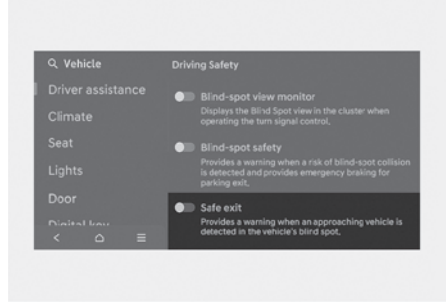 Vehicle
Driver assistance
Climate
Seat
Lights
Door
Digital key
Driving Safety
Blind-spot view monitor
Displays the Blind Spot view in the cluster when
operating the turn signal control.
Blind-spot safety
Provides a warning when a risk of blind-spot collision
is detected and provides emergency braking for
parking exit.
Safe exit
Provides a warning when an approaching vehicle is
detected in the vehicle's blind spot.